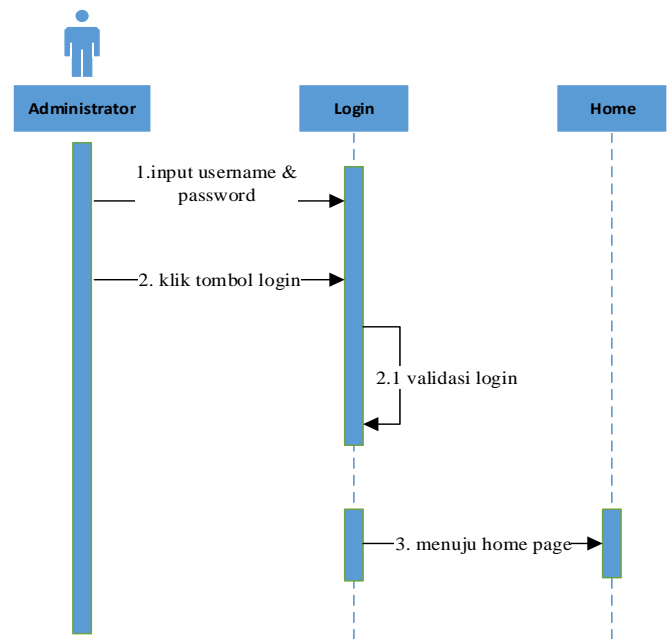 Administrator
Login
Home
1.input username &
password
2. klik tombol login
2.1 validasi login
3. menuju home page